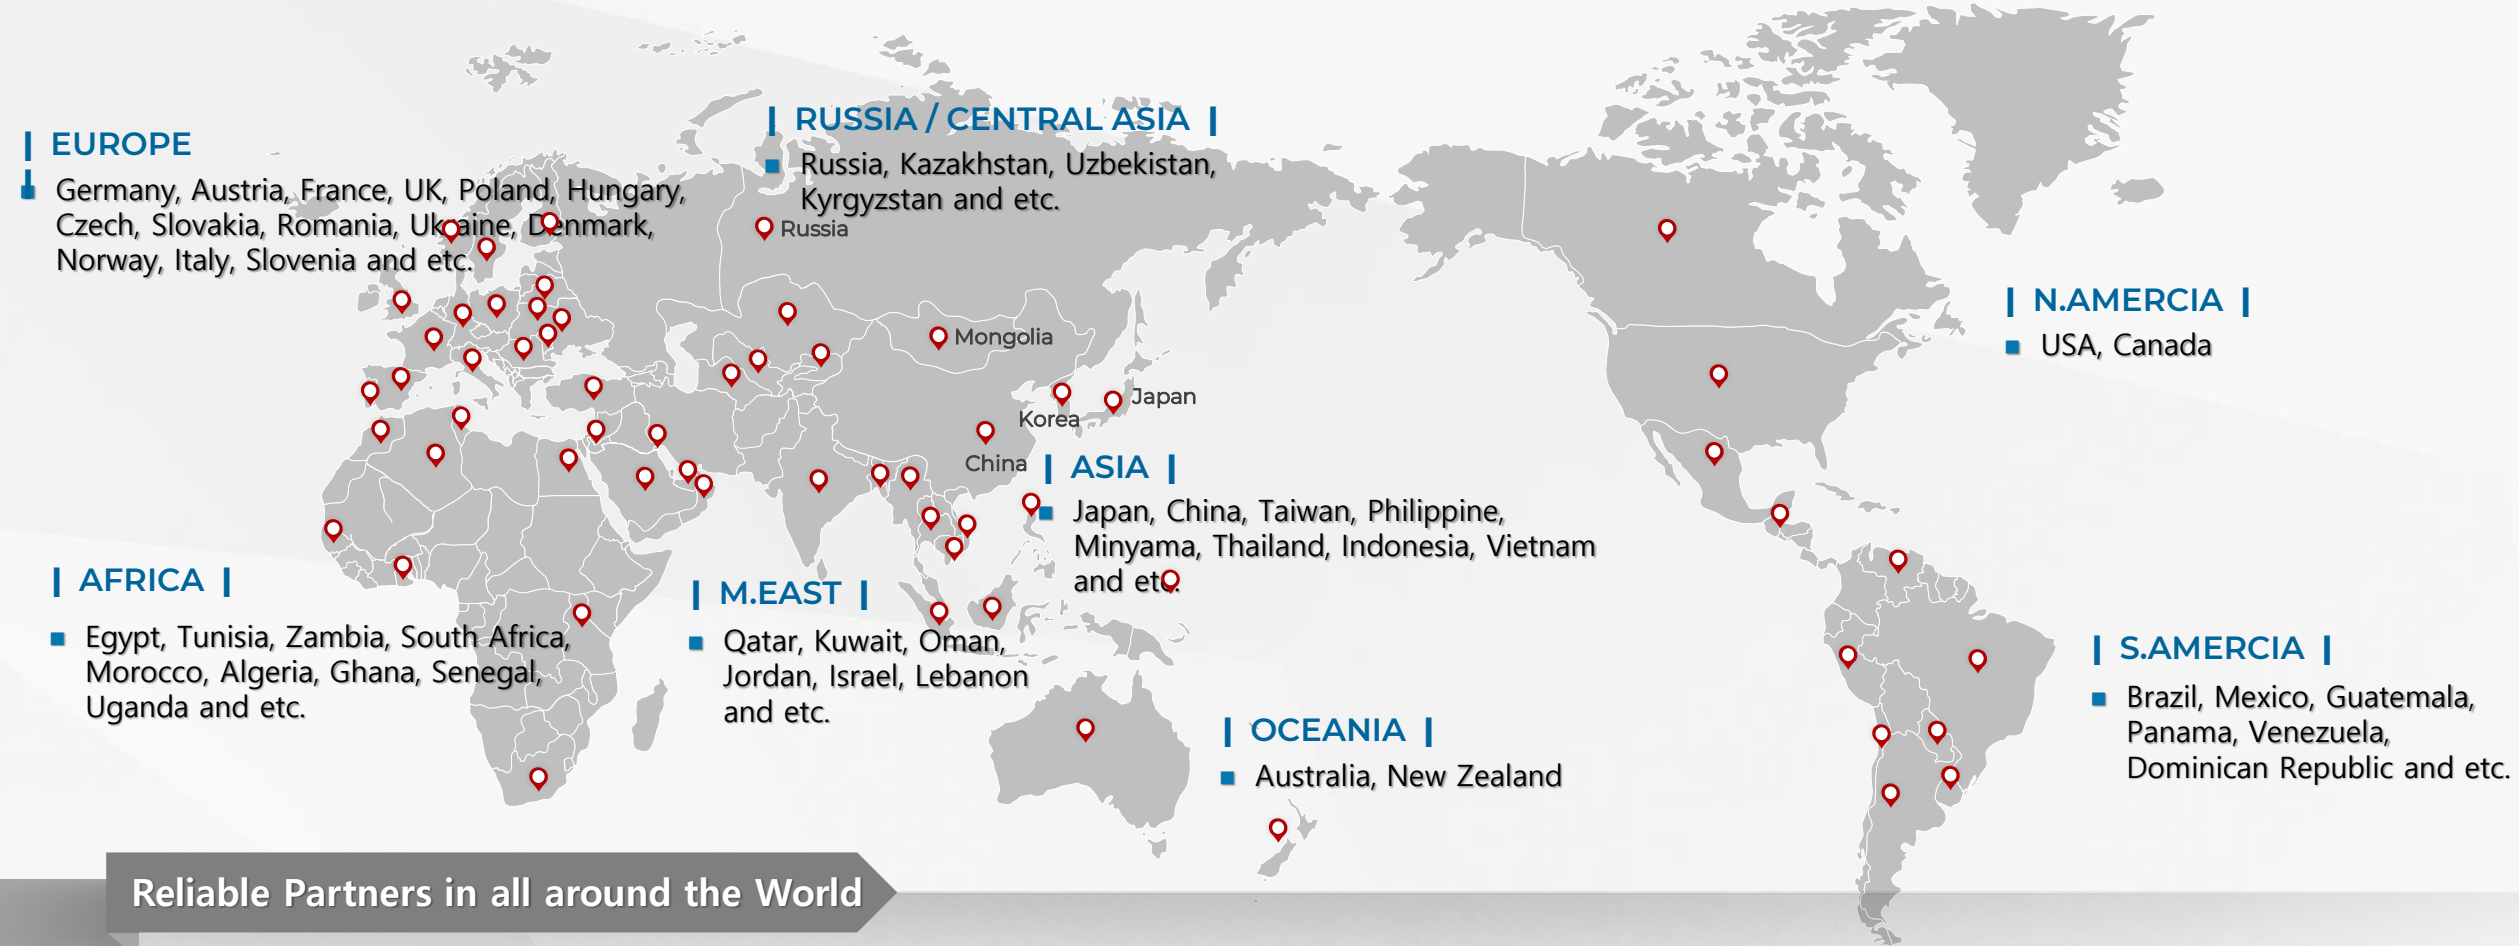 | EUROPE
Germany, Austria, France, UK, Poland, Hungary,
Czech, Slovakia, Romania, Ukraine, Denmark,
Norway, Italy, Slovenia and etc.
| RUSSIA / CENTRAL ASIA |
Russia, Kazakhstan, Uzbekistan,
Kyrgyzstan and etc.
Russia
Mongolia
Japan
Korea
China
| N.AMERCIA |
USA, Canada
| ASIA |
Japan, China, Taiwan, Philippine,
Minyama, Thailand, Indonesia, Vietnam
and etc.
| AFRICA |
Egypt, Tunisia, Zambia, South Africa,
Morocco, Algeria, Ghana, Senegal,
Uganda and etc.
| M.EAST |
Qatar, Kuwait, Oman,
Jordan, Israel, Lebanon
and etc.
| OCEANIA |
Australia, New Zealand
| S.AMERCIA |
Brazil, Mexico, Guatemala,
Panama, Venezuela,
Dominican Republic and etc.
Reliable Partners in all around the World